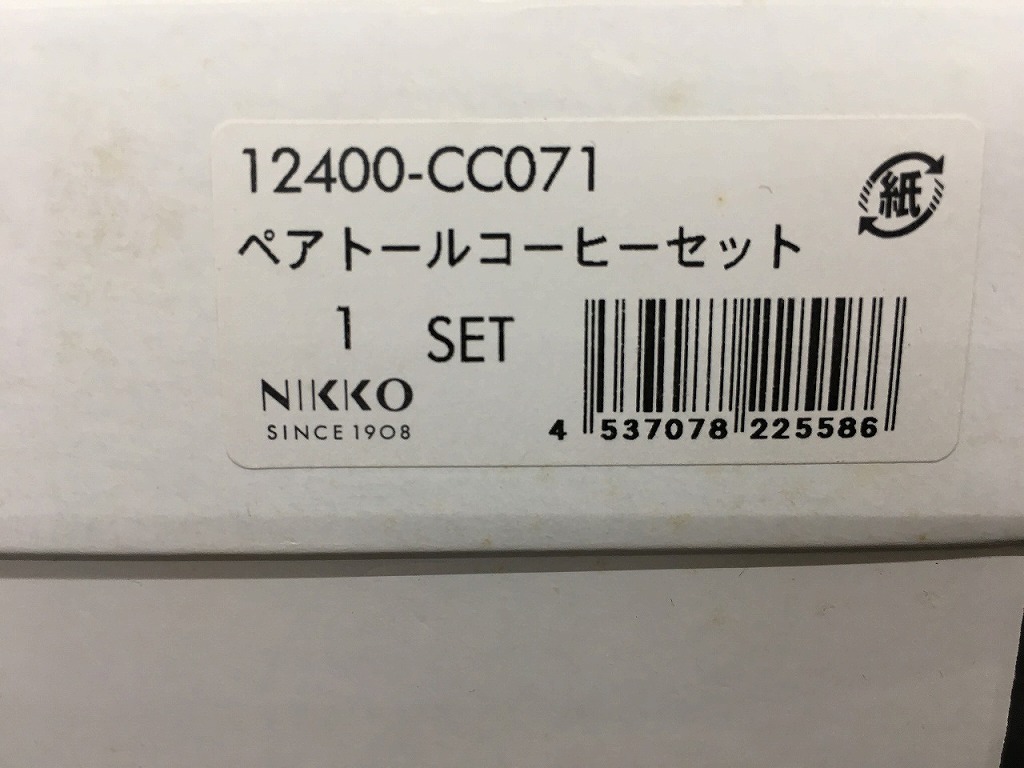 12400-CC071
紙
ペアトールコーヒーセット
1 SET
NIKKO
SINCE 1908
4 537078 225586